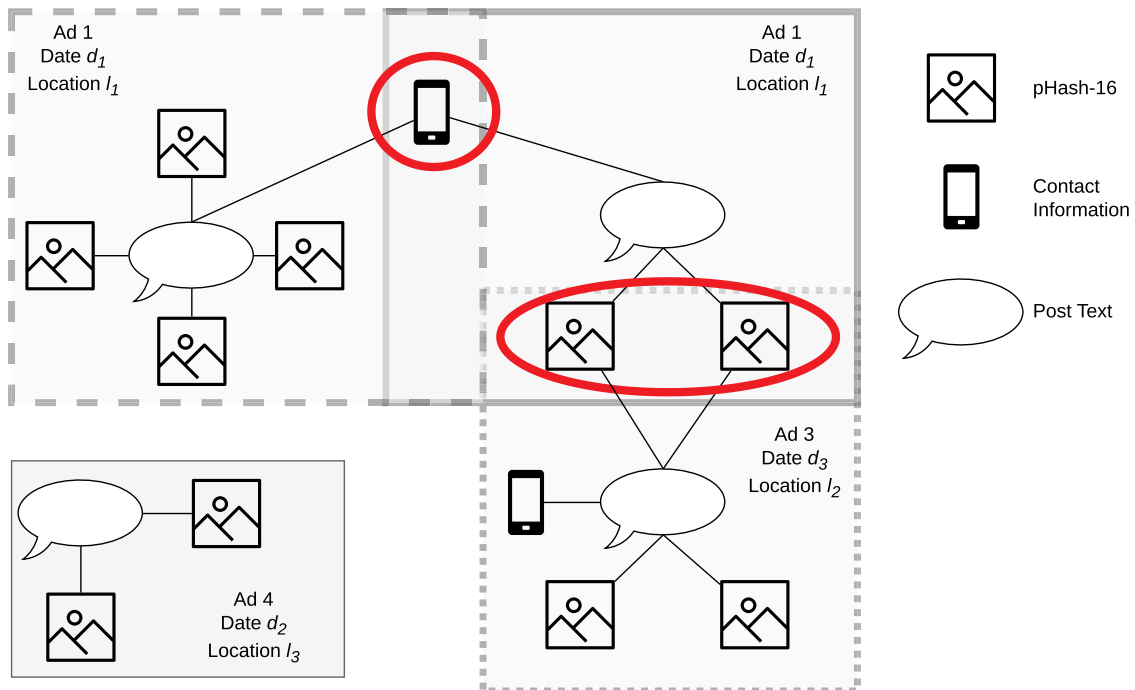 Ad 1
Date d1
Location l1
Ad 1
Date d1
Location l1
pHash-16
Contact
Information
Post Text
Ad 3
Date d3
Location l2
Ad 4
Date d2
Location l3